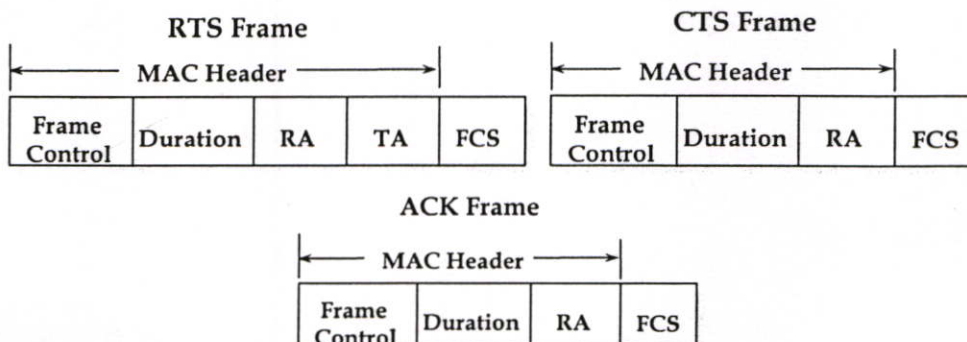 RTS Frame
MAC Header
Frame Control
Duration
RA
TA
FCS
CTS Frame
MAC Header
Frame Control
Duration
RA
FCS
ACK Frame
MAC Header
Frame Control
Duration
RA
FCS